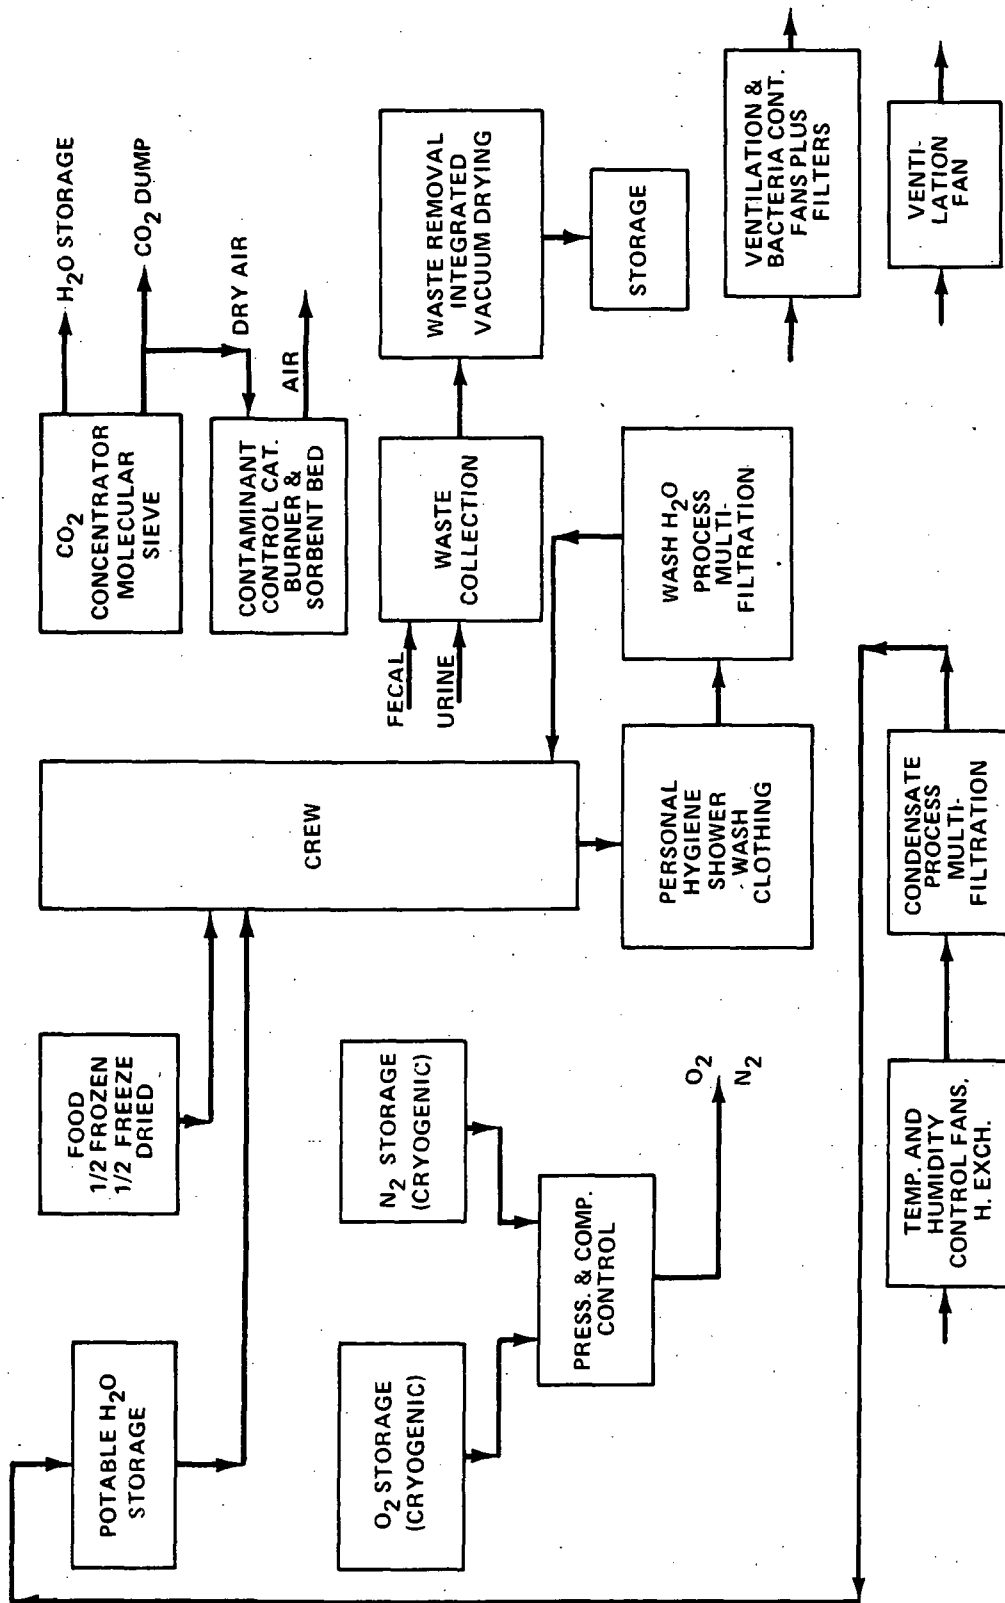 POTABLE H₂O
STORAGE
FOOD
1/2 FROZEN
1/2 FREEZE
DRIED
CREW
CO₂
CONCENTRATOR
MOLECULAR
SIEVE
H₂O STORAGE
CO₂ DUMP
DRY AIR
CONTAMINANT
CONTROL CAT.
BURNER &
SORBENT BED
AIR
O₂ STORAGE
(CRYOGENIC)
N₂ STORAGE
(CRYOGENIC)
PRESS. & COMP.
CONTROL
O₂
N₂
FECAL
URINE
WASTE
COLLECTION
WASTE REMOVAL
INTEGRATED
VACUUM DRYING
STORAGE
PERSONAL
HYGIENE
SHOWER
WASH
CLOTHING
WASH H₂O
PROCESS
MULTI-
FILTRATION
VENTILATION &
BACTERIA CONT.
FANS PLUS
FILTERS
TEMP. AND
HUMIDITY
CONTROL FANS,
H. EXCH.
CONDENSATE
PROCESS
MULTI-
FILTRATION
VENTI-
LATION
FAN